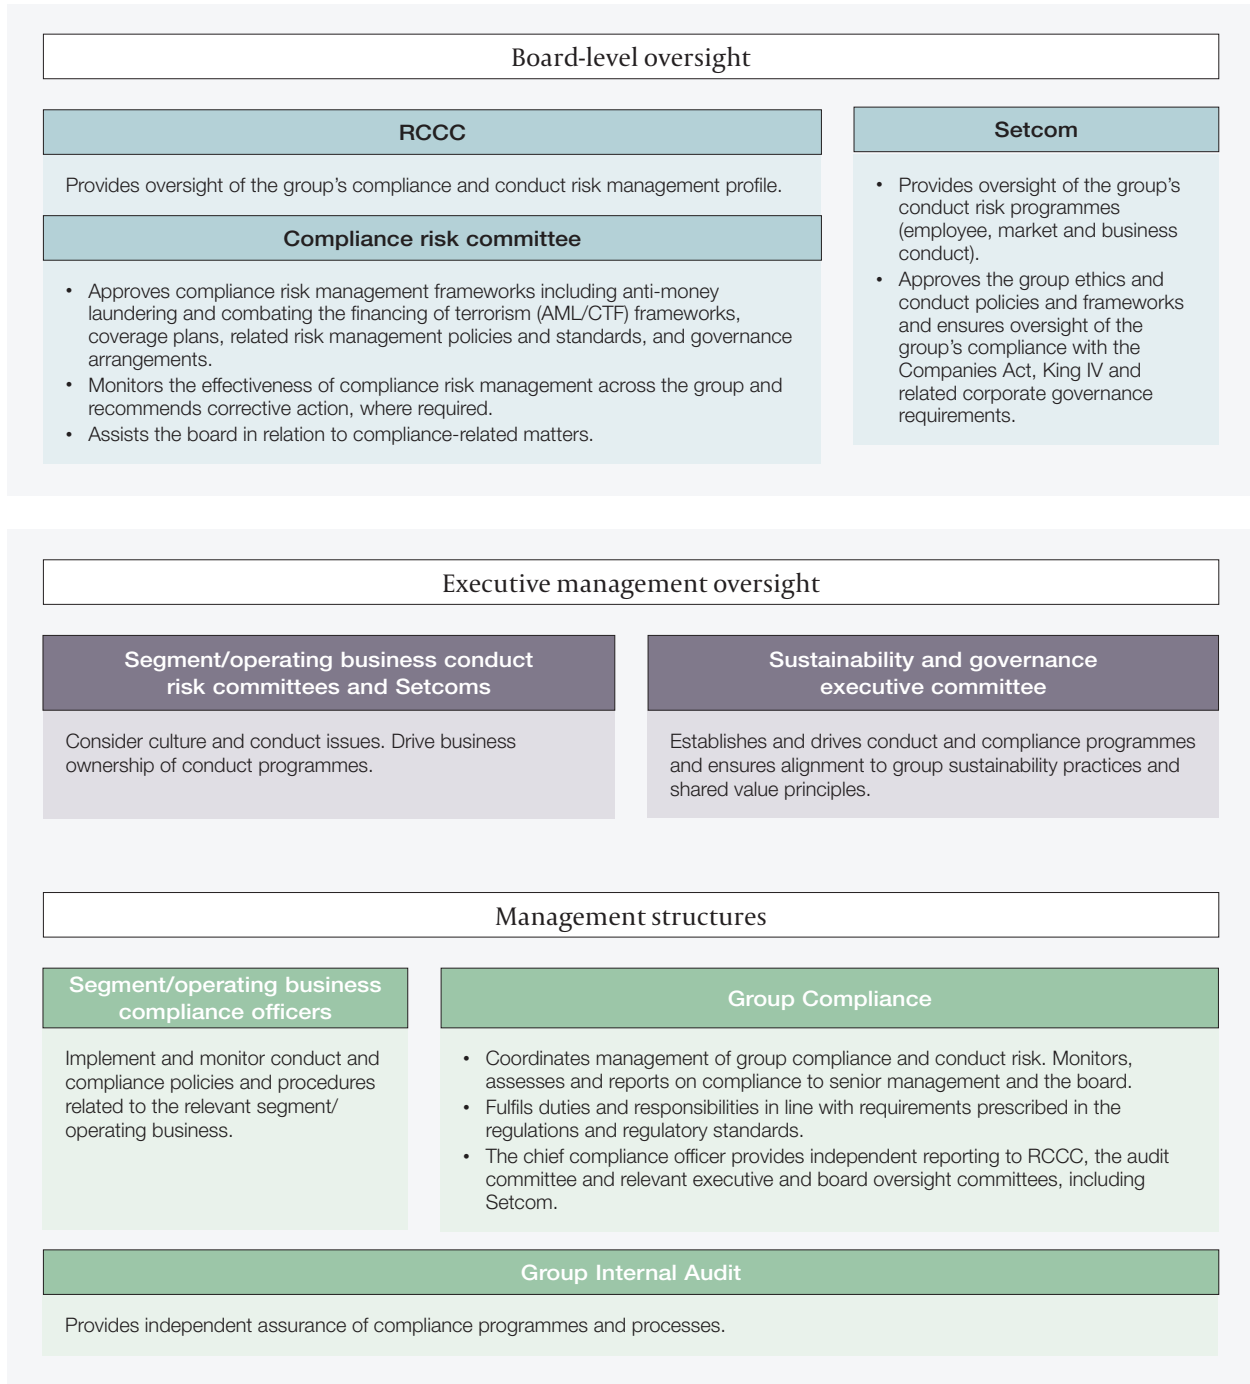 Board-level oversight
RCCC
Provides oversight of the group’s compliance and conduct risk management profile.
Compliance risk committee
• Approves compliance risk management frameworks including anti-money
laundering and combating the financing of terrorism (AML/CTF) frameworks,
coverage plans, related risk management policies and standards, and governance
arrangements.
• Monitors the effectiveness of compliance risk management across the group and
recommends corrective action, where required.
• Assists the board in relation to compliance-related matters.
Setcom
• Provides oversight of the group’s
conduct risk programmes
(employee, market and business
conduct).
• Approves the group ethics and
conduct policies and frameworks
and ensures oversight of the
group’s compliance with the
Companies Act, King IV and
related corporate governance
requirements.
Executive management oversight
Segment/operating business conduct
risk committees and Setcoms
Consider culture and conduct issues. Drive business
ownership of conduct programmes.
Sustainability and governance
executive committee
Establishes and drives conduct and compliance programmes
and ensures alignment to group sustainability practices and
shared value principles.
Management structures
Segment/operating business
compliance officers
Implement and monitor conduct and
compliance policies and procedures
related to the relevant segment/
operating business.
Group Compliance
• Coordinates management of group compliance and conduct risk. Monitors,
assesses and reports on compliance to senior management and the board.
• Fulfils duties and responsibilities in line with requirements prescribed in the
regulations and regulatory standards.
• The chief compliance officer provides independent reporting to RCCC, the audit
committee and relevant executive and board oversight committees, including
Setcom.
Group Internal Audit
Provides independent assurance of compliance programmes and processes.